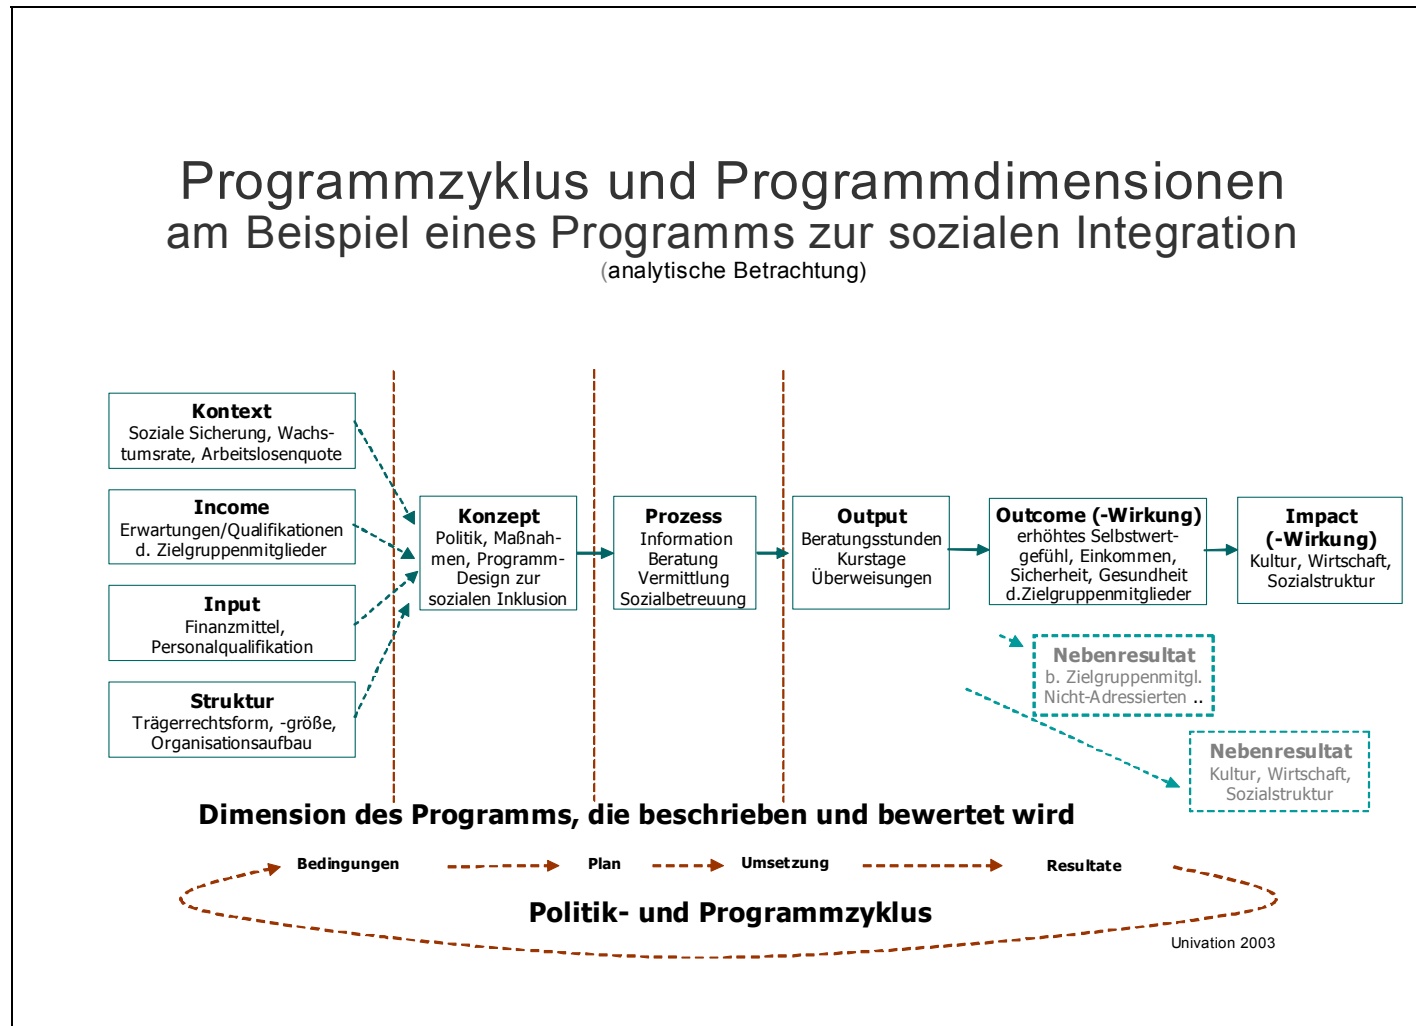 Programmzyklus und Programmdimensionen
am Beispiel eines Programms zur sozialen Integration
(analytische Betrachtung)
Kontext
Soziale Sicherung, Wachs-
tumsrate, Arbeitslosenquote
Income
Erwartungen/Qualifikationen
d. Zielgruppenmitglieder
Input
Finanzmittel,
Personalqualifikation
Struktur
Trägerrechtsform, -größe,
Organisationsaufbau
Konzept
Politik, Maßnah-
men, Programm-
Design zur
sozialen Inklusion
Prozess
Information
Beratung
Vermittlung
Sozialbetreuung
Output
Beratungsstunden
Kurstage
Überweisungen
Outcome (-Wirkung)
erhöhtes Selbstwert-
gefühl, Einkommen,
Sicherheit, Gesundheit
d.Zielgruppenmitglieder
Impact
(-Wirkung)
Kultur, Wirtschaft,
Sozialstruktur
Nebenresultat
b. Zielgruppenmitgl.
Nicht-Adressierten ..
Nebenresultat
Kultur, Wirtschaft,
Sozialstruktur
Dimension des Programms, die beschrieben und bewertet wird
Bedingungen
Plan
Umsetzung
Resultate
Politik- und Programmzyklus
Univation 2003